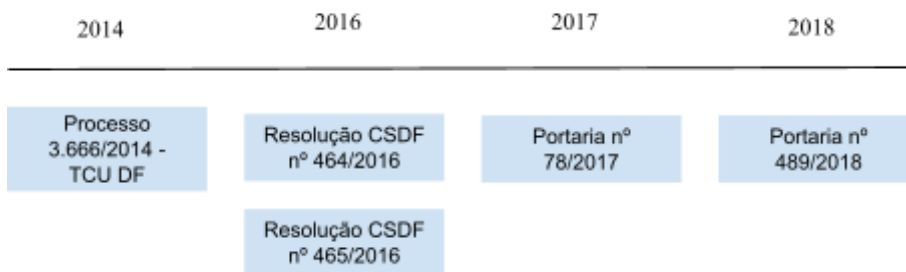 2014
2016
2017
2018
Processo
3.666/2014 -
TCU DF
Resolução CSDF
nº 464/2016
Portaria nº
78/2017
Portaria nº
489/2018
Resolução CSDF
nº 465/2016